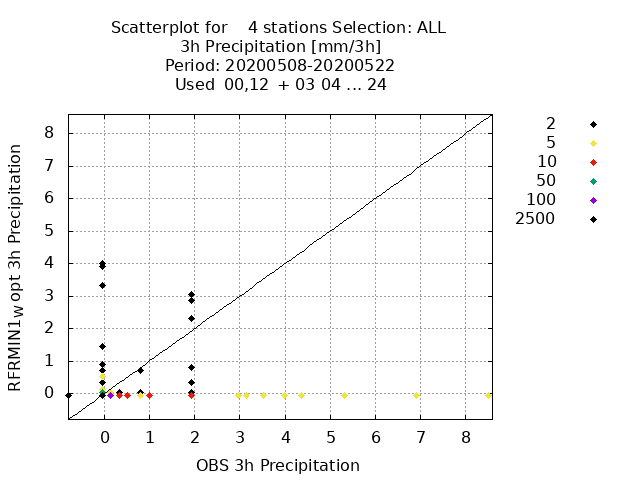 Scatterplot for    4 stations Selection: ALL
3h Precipitation [mm/3h]
Period: 20200508-20200522
Used  00,12  + 03 04 ... 24
2
5
10
50
100
2500
8
7
6
5
4
3
2
1
0
RFRMIN1w opt 3h Precipitation
0 1 2 3 4 5 6 7 8
OBS 3h Precipitation